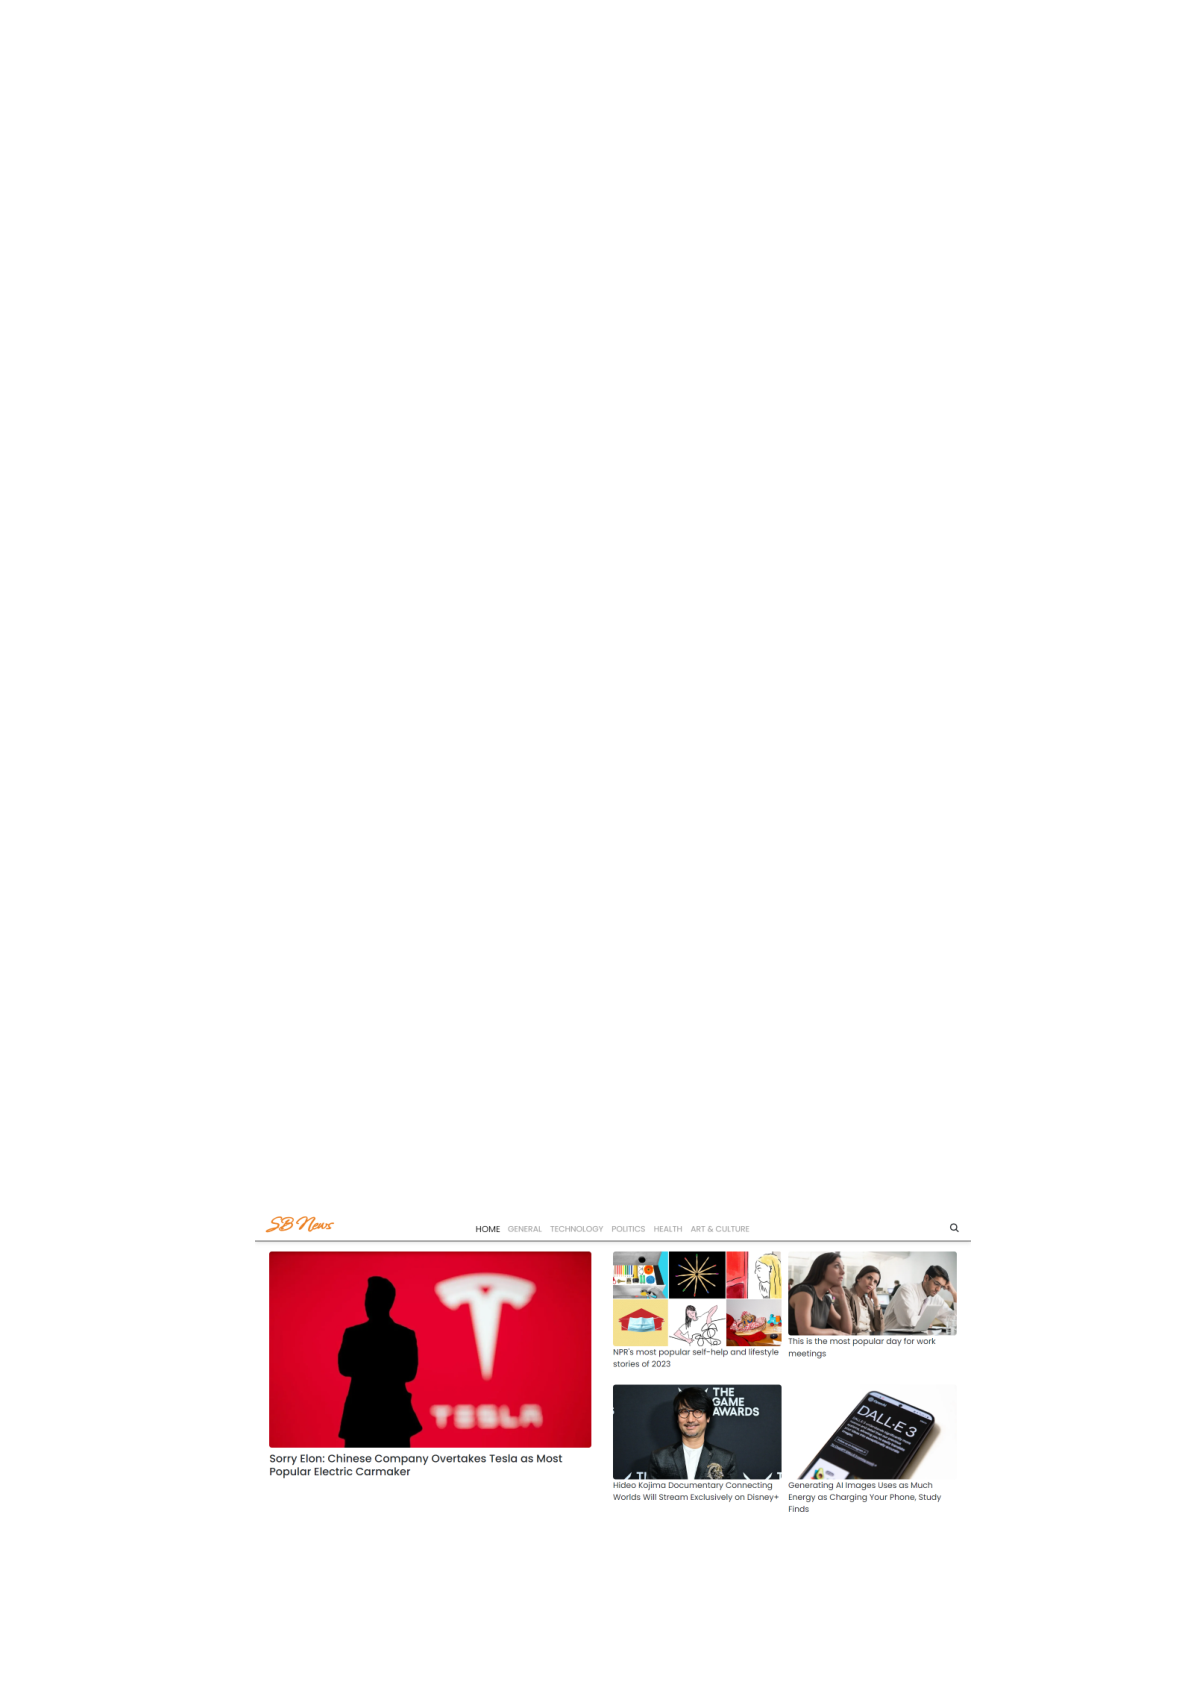 SB News
HOME GENERAL TECHNOLOGY POLITICS HEALTH ART & CULTURE
TESLA
Sorry Elon: Chinese Company Overtakes Tesla as Most
Popular Electric Carmaker
NPR's most popular self-help and lifestyle
stories of 2023
This is the most popular day for work
meetings
THE
GAME
AWARDS
Hideo Kojima Documentary Connecting
Worlds Will Stream Exclusively on Disney+
DALL·E 3
Generating AI Images Uses as Much
Energy as Charging Your Phone, Study
Finds